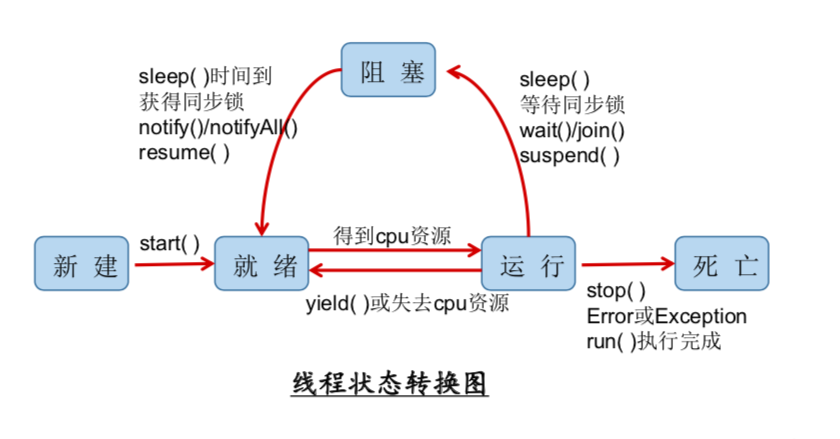 阻 塞
sleep( )时间到
获得同步锁
notify()/notifyAll()
resume( )
sleep( )
等待同步锁
wait()/join()
suspend( )
新 建
start( )
就 绪
得到cpu资源
yield( )或失去cpu资源
运 行
死 亡
stop( )
Error或Exception
run( )执行完成
线程状态转换图